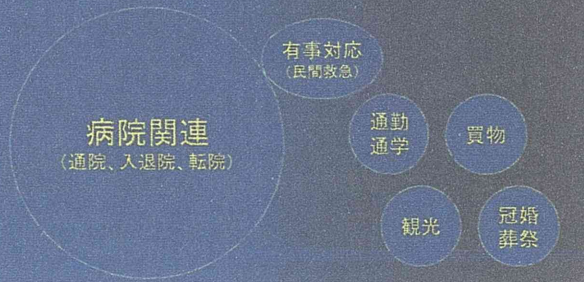 有事対応
(民間救急)
病院関連
(通院、入退院、転院)
通勤
通学
買物
観光
冠婚
葬祭